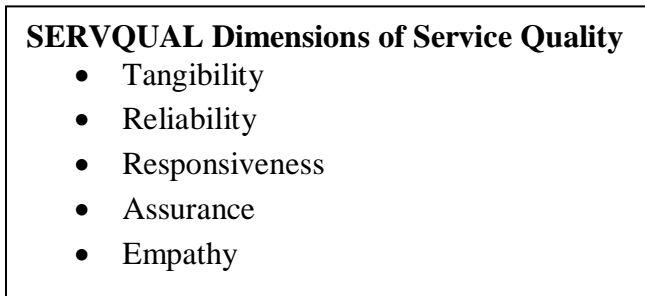 SERVQUAL Dimensions of Service Quality
• Tangibility
• Reliability
• Responsiveness
• Assurance
• Empathy